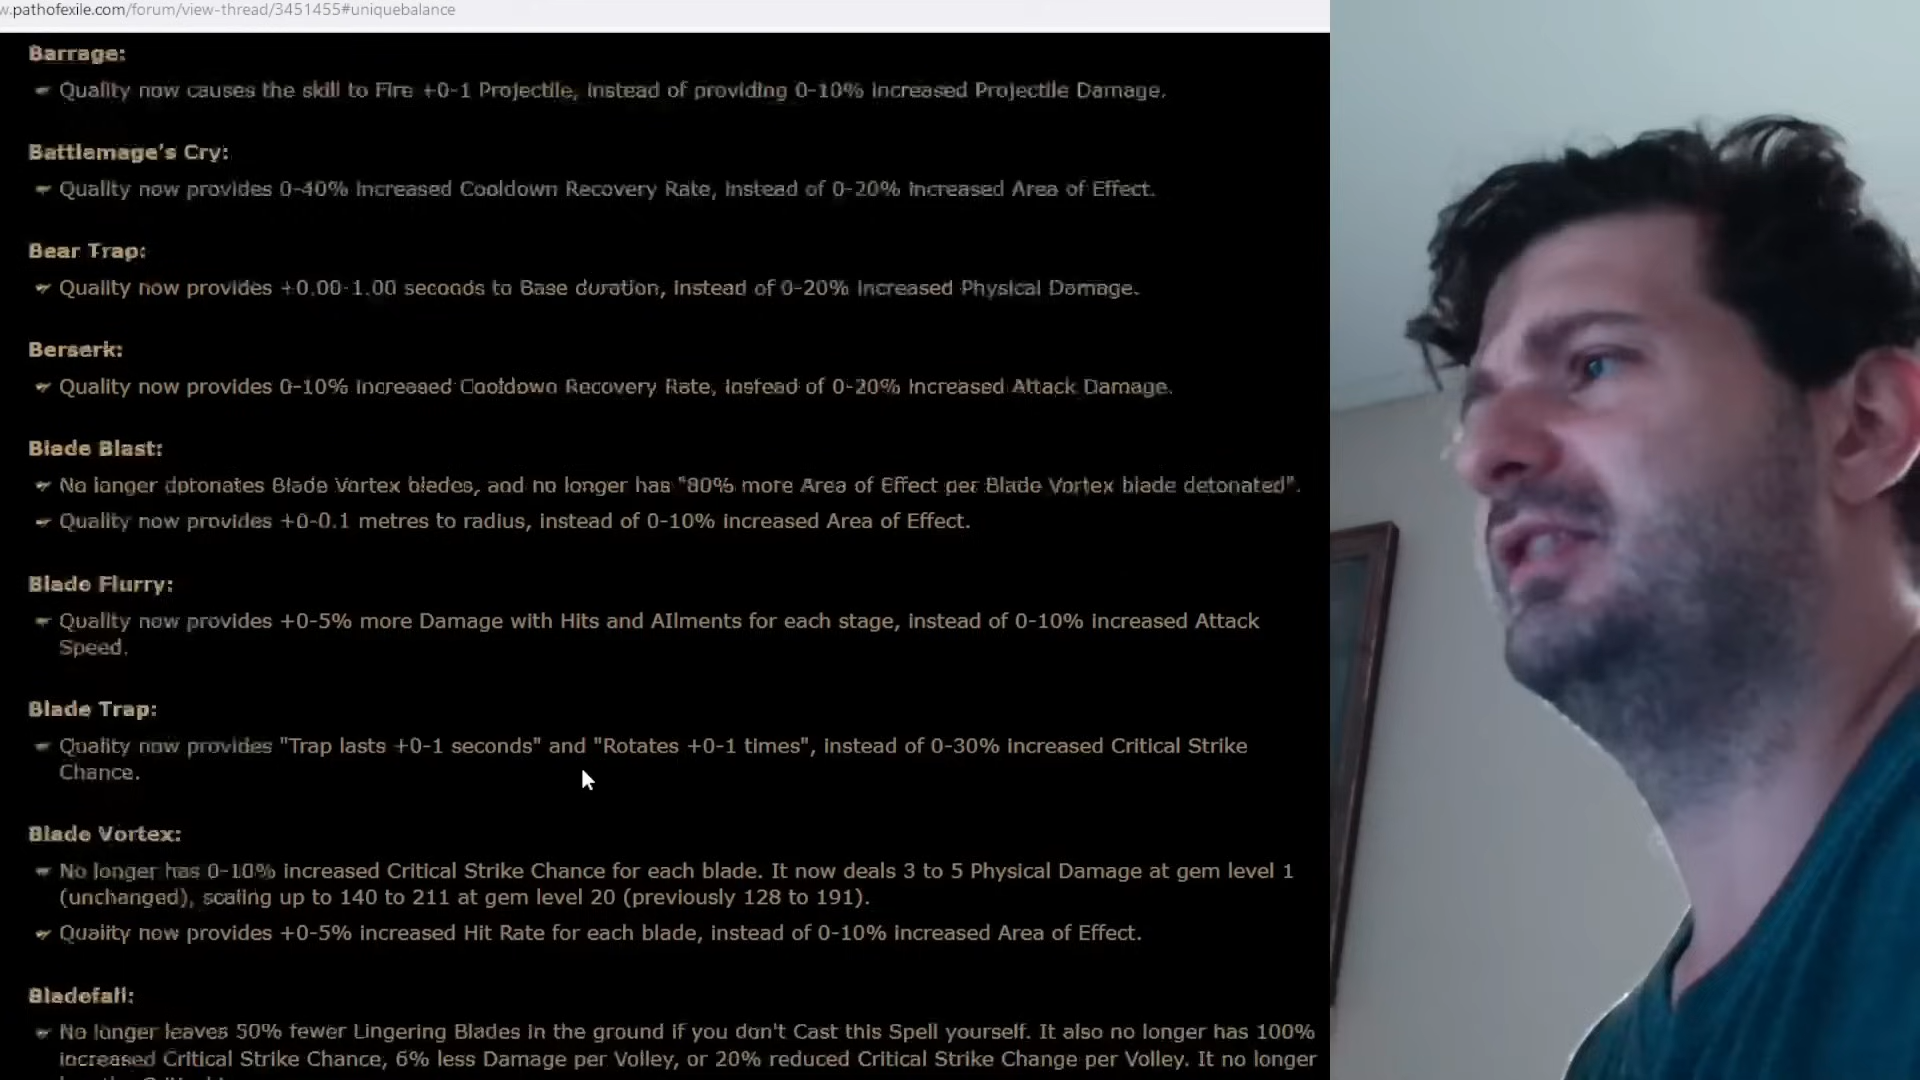 w.pathofexile.com/forum/view-thread/3451455#uniquebalance
Barrage:
Quality now causes the skill to Fire +0-1 Projectile, instead of providing 0-10% increased Projectile Damage.
Battlemage's Cry:
Quality now provides 0-40% increased Cooldown Recovery Rate, instead of 0-20% increased Area of Effect.
Bear Trap:
Quality now provides +0.00-1.00 seconds to Base duration, instead of 0-20% increased Physical Damage.
Berserk:
Quality now provides 0-10% increased Cooldown Recovery Rate, instead of 0-20% increased Attack Damage.
Blade Blast:
No longer detonates Blade Vortex blades, and no longer has "80% more Area of Effect per Blade Vortex blade detonated".
Quality now provides +0-0.1 metres to radius, instead of 0-10% increased Area of Effect.
Blade Flurry:
Quality now provides +0-5% more Damage with Hits and AIlments for each stage, instead of 0-10% increased Attack
Speed.
Blade Trap:
Quality now provides "Trap lasts +0-1 seconds" and "Rotates +0-1 times", instead of 0-30% increased Critical Strike
Chance.
Blade Vortex:
No longer has 0-10% increased Critical Strike Chance for each blade. It now deals 3 to 5 Physical Damage at gem level 1
(unchanged), scaling up to 140 to 211 at gem level 20 (previously 128 to 191).
Quality now provides +0-5% increased Hit Rate for each blade, instead of 0-10% increased Area of Effect.
Bladefall:
No longer leaves 50% fewer Lingering Blades in the ground if you don't Cast this Spell yourself. It also no longer has 100%
increased Critical Strike Chance, 6% less Damage per Volley, or 20% reduced Critical Strike Change per Volley. It no longer